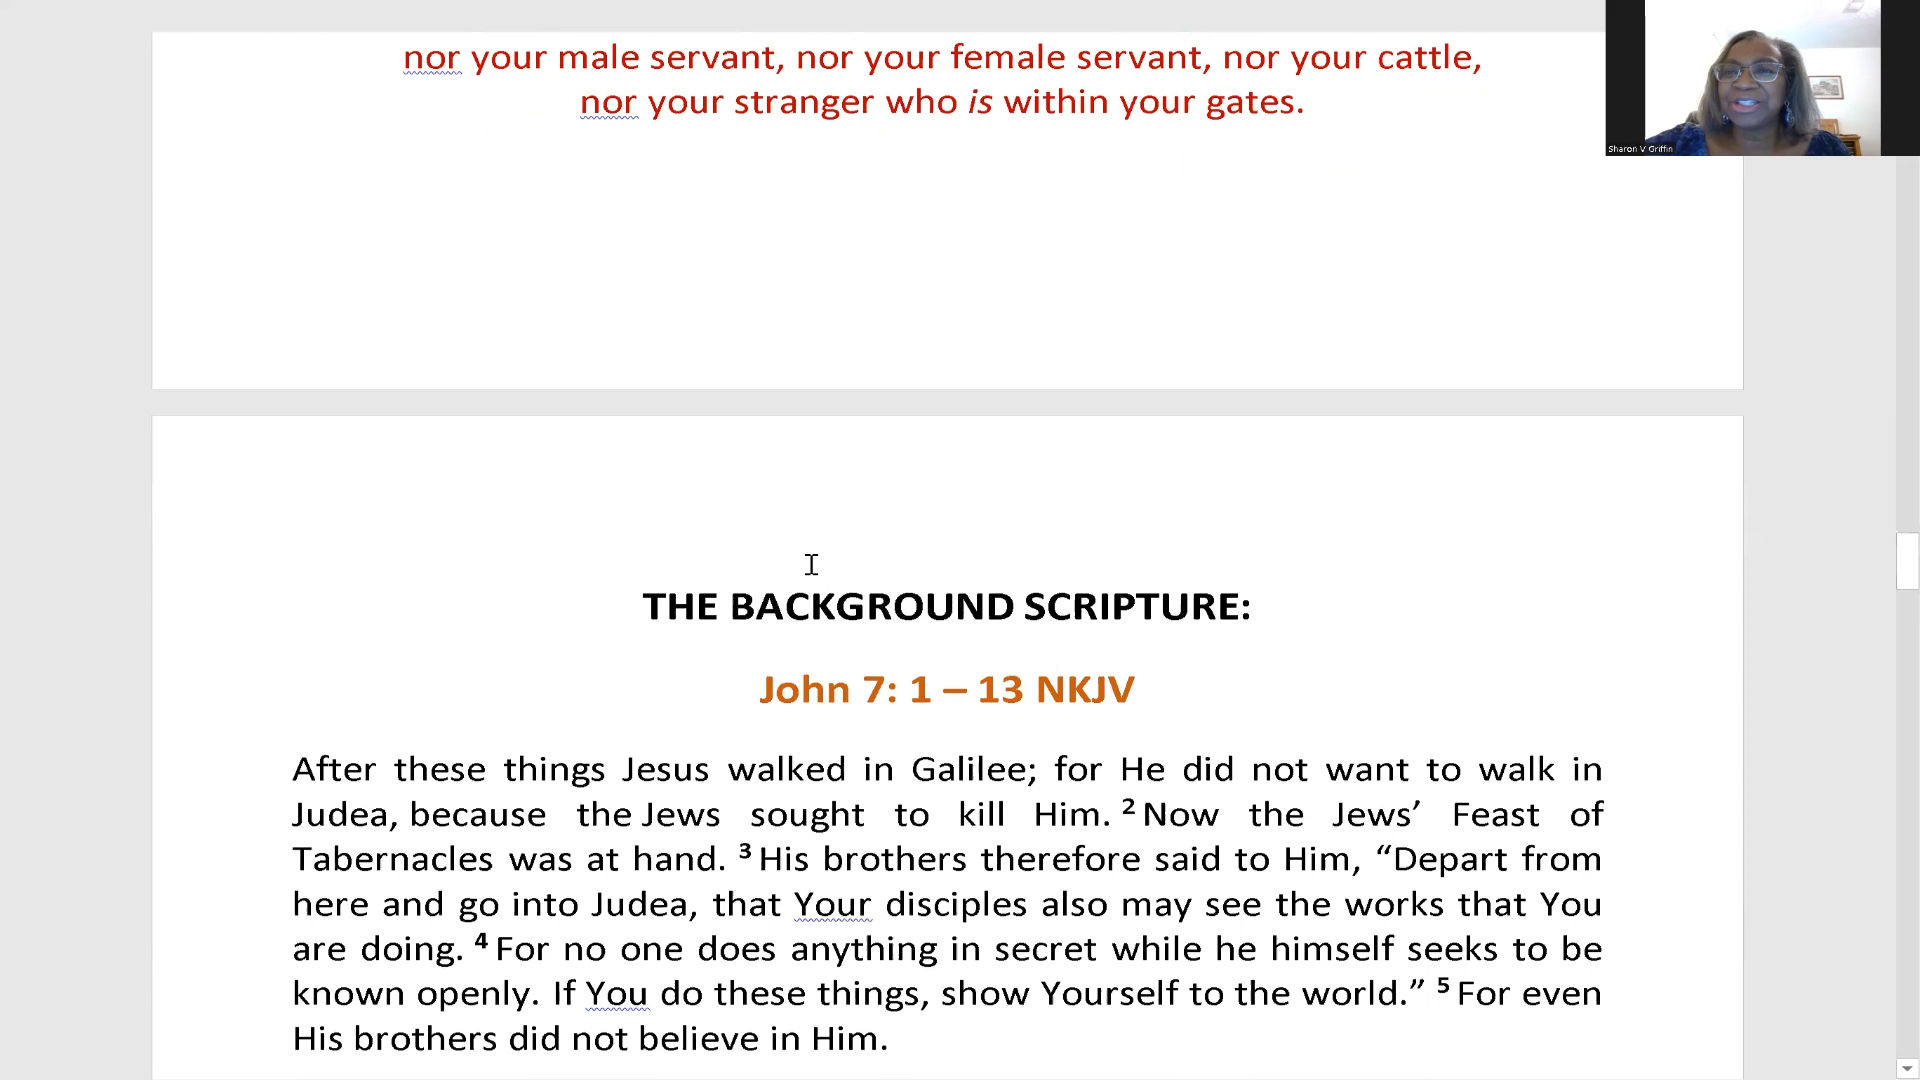 nor your male servant, nor your female servant, nor your cattle,
nor your stranger who is within your gates.
Sharon V Griffin
THE BACKGROUND SCRIPTURE:
John 7: 1 – 13 NKJV
After these things Jesus walked in Galilee; for He did not want to walk in
Judea, because the Jews sought to kill Him. ² Now the Jews’ Feast of
Tabernacles was at hand. ³ His brothers therefore said to Him, “Depart from
here and go into Judea, that Your disciples also may see the works that You
are doing. ⁴ For no one does anything in secret while he himself seeks to be
known openly. If You do these things, show Yourself to the world.” ⁵ For even
His brothers did not believe in Him.